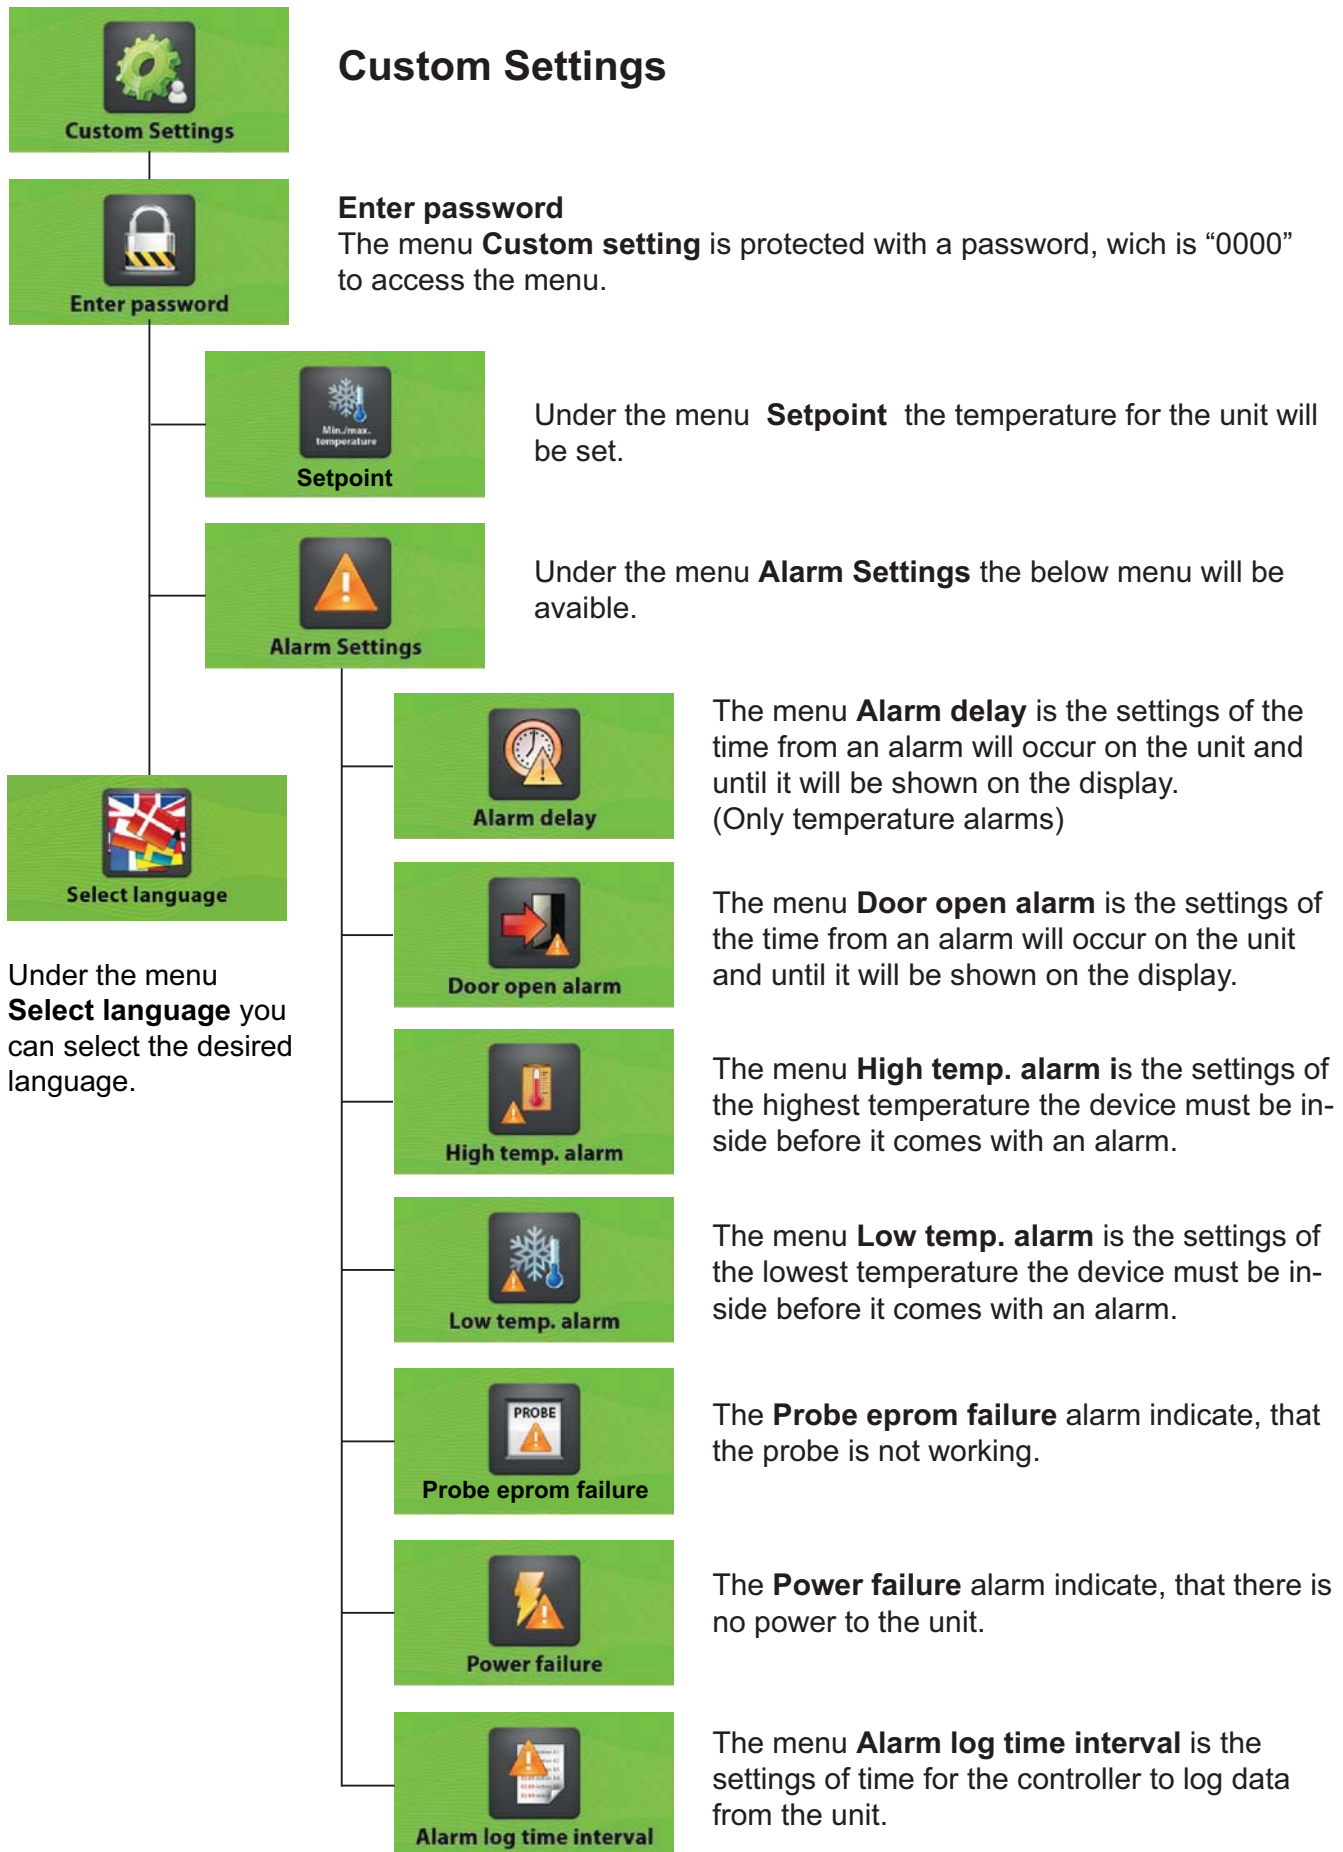 Custom Settings
Custom Settings
Enter password
Enter password
The menu Custom setting is protected with a password, wich is “0000”
to access the menu.
Min./max.
temperature
Setpoint
Under the menu Setpoint the temperature for the unit will
be set.
Alarm Settings
Under the menu Alarm Settings the below menu will be
avaible.
Alarm delay
The menu Alarm delay is the settings of the
time from an alarm will occur on the unit and
until it will be shown on the display.
(Only temperature alarms)
Select language
Under the menu
Select language you
can select the desired
language.
Door open alarm
The menu Door open alarm is the settings of
the time from an alarm will occur on the unit
and until it will be shown on the display.
High temp. alarm
The menu High temp. alarm is the settings of
the highest temperature the device must be in-
side before it comes with an alarm.
Low temp. alarm
The menu Low temp. alarm is the settings of
the lowest temperature the device must be in-
side before it comes with an alarm.
PROBE
Probe eprom failure
The Probe eprom failure alarm indicate, that
the probe is not working.
Power failure
The Power failure alarm indicate, that there is
no power to the unit.
Alarm log time interval
The menu Alarm log time interval is the
settings of time for the controller to log data
from the unit.